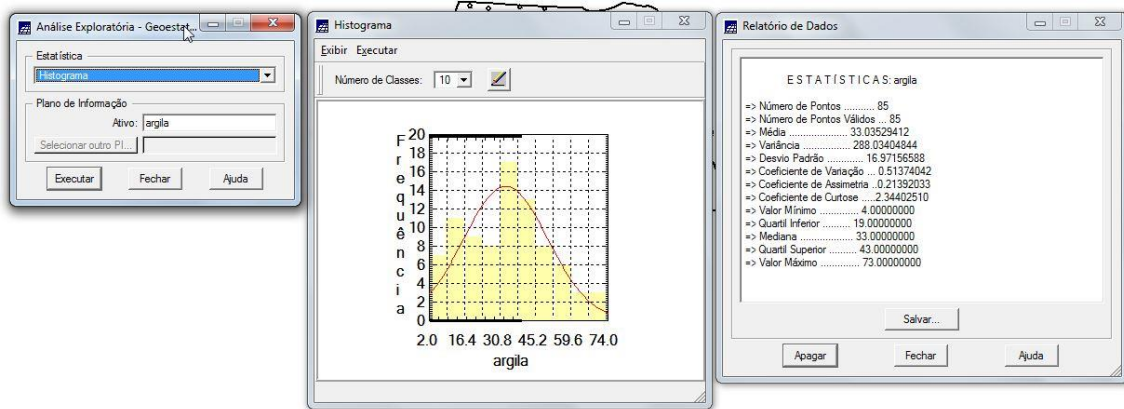 Análise Exploratória - Geoestat...
Estatística
Histograma
Plano de Informação
Ativo: argila
Selecionar outro PI...
Executar Fechar Ajuda
Histograma
Exibir Executar
Número de Classes: 10
Frequência
20
18
16
14
12
10
8
6
4
2
0
2.0 16.4 30.8 45.2 59.6 74.0
argila
Relatório de Dados
E S T A T Í S T I C A S: argila
=> Número de Pontos ........... 85
=> Número de Pontos Válidos ... 85
=> Média ...................... 33.03529412
=> Variância .................. 288.03404844
=> Desvio Padrão ............. 16.97156588
=> Coeficiente de Variação ... 0.51374042
=> Coeficiente de Assimetria ..0.21392033
=> Coeficiente de Curtose .....2.34402510
=> Valor Mínimo ............... 4.00000000
=> Quartil Inferior .......... 19.00000000
=> Mediana .................... 33.00000000
=> Quartil Superior .......... 43.00000000
=> Valor Máximo .............. 73.00000000
Salvar...
Apagar Fechar Ajuda